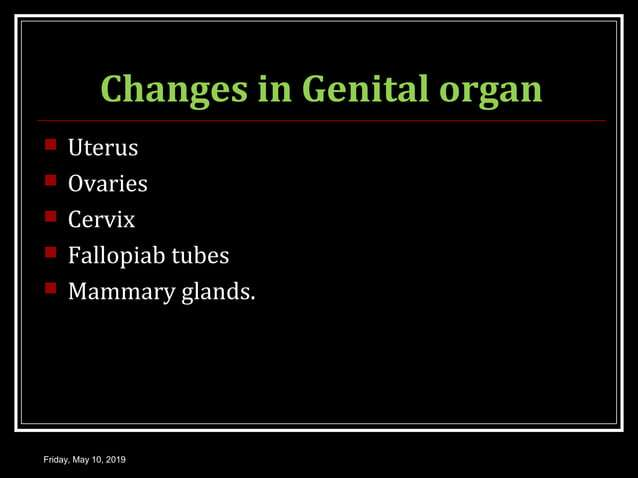 Changes in Genital organ
Uterus
Ovaries
Cervix
Fallopiab tubes
Mammary glands.
Friday, May 10, 2019